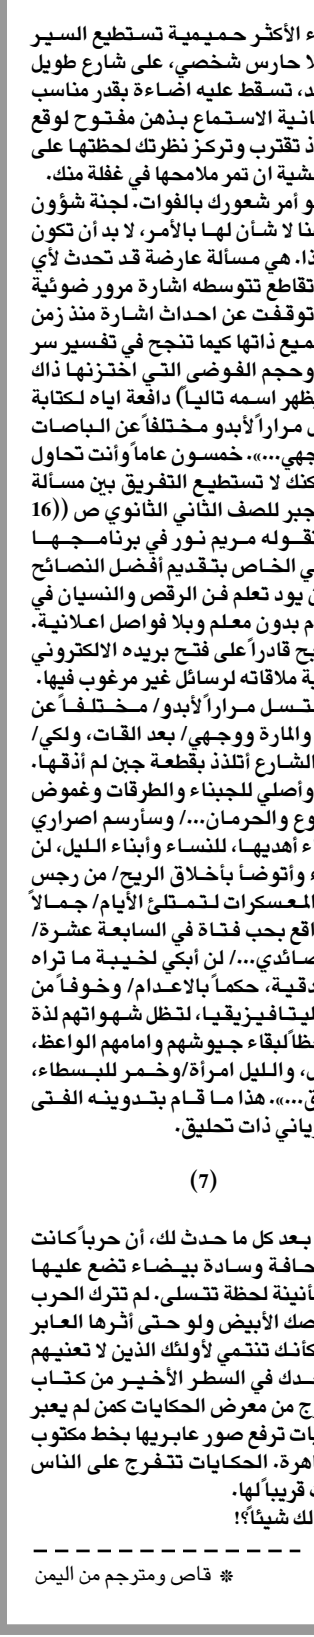 ء الأكثر حميمية تستطيع السير
لا حارس شخصي، على شارع طويل
د، تسقط عليه اضاءة بقدر مناسب
انية الاستماع بذهن مفتوح لوقع
ذ تقترب وتركز نظرتك لحظتها على
شية ان تمر ملامحها في غفلة منك.
و أمر شعورك بالفوات. لجنة شؤون
نا لا شأن لها بالأمر، لا بد أن تكون
ذا. هي مسألة عارضة قد تحدث لأي
تقاطع تتوسطه اشارة مرور ضوئية
توقفت عن احداث اشارة منذ زمن
ميع ذاتها كيما تنجح في تفسير سر
وحجم الفوضى التي اختزنها ذاك
يظهر اسمه تالياً) دافعة اياه لكتابة
ل مراراً لأبدو مختلفاً عن الباصات
جهي...». خمسون عاماً وأنت تحاول
كنك لا تستطيع التفريق بين مسألة
جبر للصف الثاني الثانوي ص ((16
تقوله مريم نور في برنامجها
ي الخاص بتقديم أفضل النصائح
ن يود تعلم فن الرقص والنسيان في
م بدون معلم وبلا فواصل اعلانية.
بح قادراً على فتح بريده الالكتروني
ية ملاقاته لرسائل غير مرغوب فيها.
تسل مراراً لأبدو/ مختلفاً عن
والمارة ووجهي/ بعد القات، ولكي/
الشارع أتلذذ بقطعة جبن لم أذقها.
وأصلي للجبناء والطرقات وغموض
وع والحرمان.../ وسأرسم اصراري
ء أهديها، للنساء وأبناء الليل، لن
ء وأتوضأ بأخلاق الريح/ من رجس
لمعسكرات لتمتلئ الأيام/ جمالاً
اقع بحب فتاة في السابعة عشرة/
صائدي.../ لن أبكي لخيبة ما تراه
دقية، حكماً بالاعدام/ وخوفاً من
ليتافيزيقيا، لتظل شهواتهم لذة
عظاً لبقاء جيوشهم وامامهم الواعظ،
ل، والليل امرأة/وخمر للبسطاء،
ق...». هذا ما قام بتدوينه الفتى
رياني ذات تحليق.
(7)
بعد كل ما حدث لك، أن حرباً كانت
حافة وسادة بيضاء تضع عليها
أنينة لحظة تتسلى. لم تترك الحرب
صك الأبيض ولو حتى أثرها العابر
كأنك تنتمي لأولئك الذين لا تعنيهم
جدك في السطر الأخير من كتاب
رج من معرض الحكايات كمن لم يعبر
يات ترفع صور عابريها بخط مكتوب
اهرة. الحكايات تتفرج على الناس
ت قريباً لها.
لك شيئاً؟!
* قاص ومترجم من اليمن